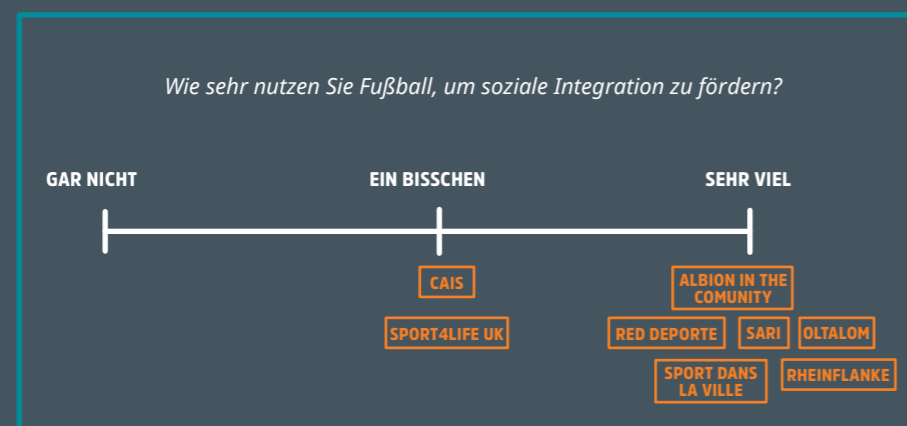 Wie sehr nutzen Sie Fußball, um soziale Integration zu fördern?
GAR NICHT
EIN BISSCHEN
SEHR VIEL
CAIS
SPORT4LIFE UK
ALBION IN THE
COMUNITY
RED DEPORTE
SARI
OLTALOM
SPORT DANS
LA VILLE
RHEINFLANKE